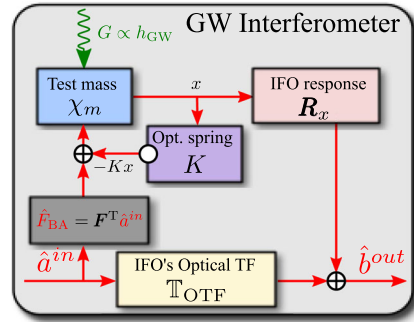 GW Interferometer
G ∝ h_GW
Test mass
χ_m
x
IFO response
R_x
Opt. spring
K
−Kx
F̂_BA = F^T â^in
â^in
IFO's Optical TF
𝕋_OTF
b̂^out